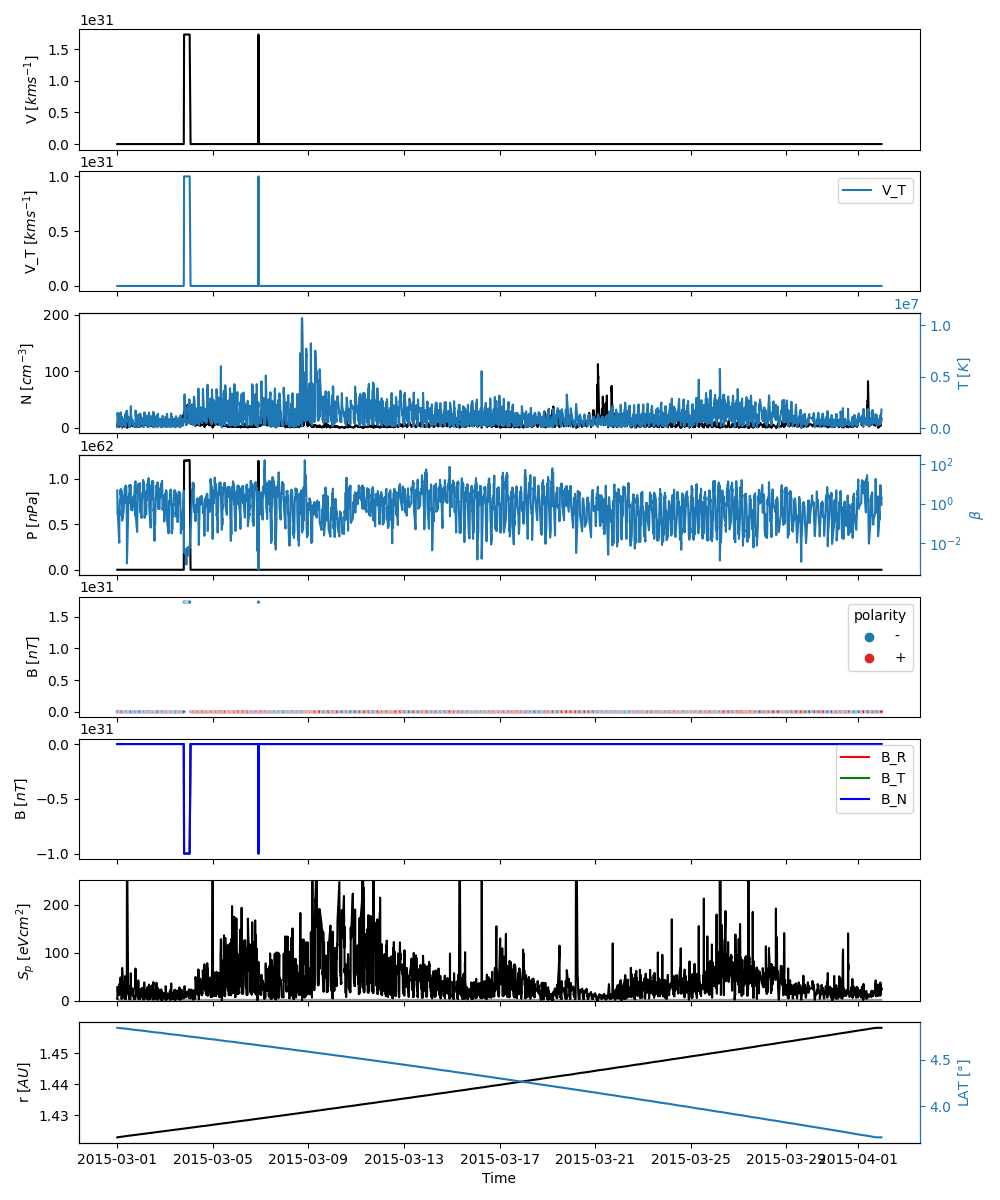 1e31
V [kms⁻¹]
1.5
1.0
0.5
0.0
1e31
V_T [kms⁻¹]
1.0
0.5
0.0
V_T
1e7
N [cm⁻³]
200
100
0
1.0
0.5
0.0
T [K]
1e62
P [nPa]
1.0
0.5
0.0
10²
10⁰
10⁻²
β
1e31
B [nT]
1.5
1.0
0.5
0.0
polarity
-
+
1e31
B [nT]
0.0
−0.5
−1.0
B_R
B_T
B_N
Sₚ [eVcm²]
200
100
0
r [AU]
1.45
1.44
1.43
4.5
4.0
LAT [°]
2015-03-01 2015-03-05 2015-03-09 2015-03-13 2015-03-17 2015-03-21 2015-03-25 2015-03-29 2015-04-01
Time